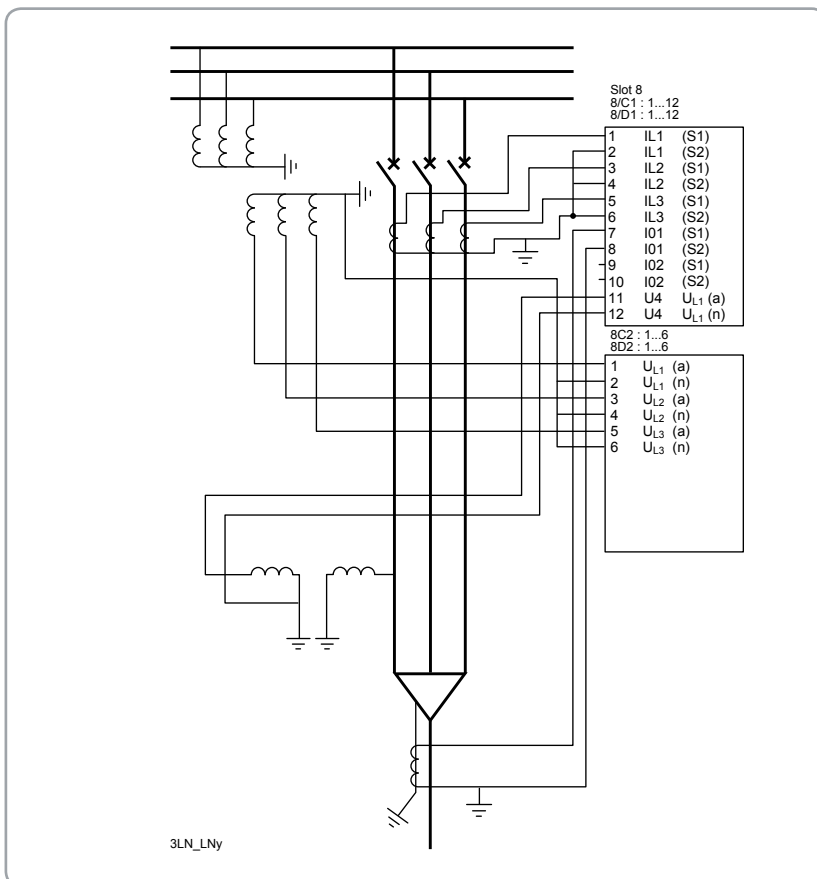 Slot 8
8/C1 : 1...12
8/D1 : 1...12
1 IL1 (S1)
2 IL1 (S2)
3 IL2 (S1)
4 IL2 (S2)
5 IL3 (S1)
6 IL3 (S2)
7 I01 (S1)
8 I01 (S2)
9 I02 (S1)
10 I02 (S2)
11 U4 UL1 (a)
12 U4 UL1 (n)
8C2 : 1...6
8D2 : 1...6
1 UL1 (a)
2 UL1 (n)
3 UL2 (a)
4 UL2 (n)
5 UL3 (a)
6 UL3 (n)
3LN_LNy